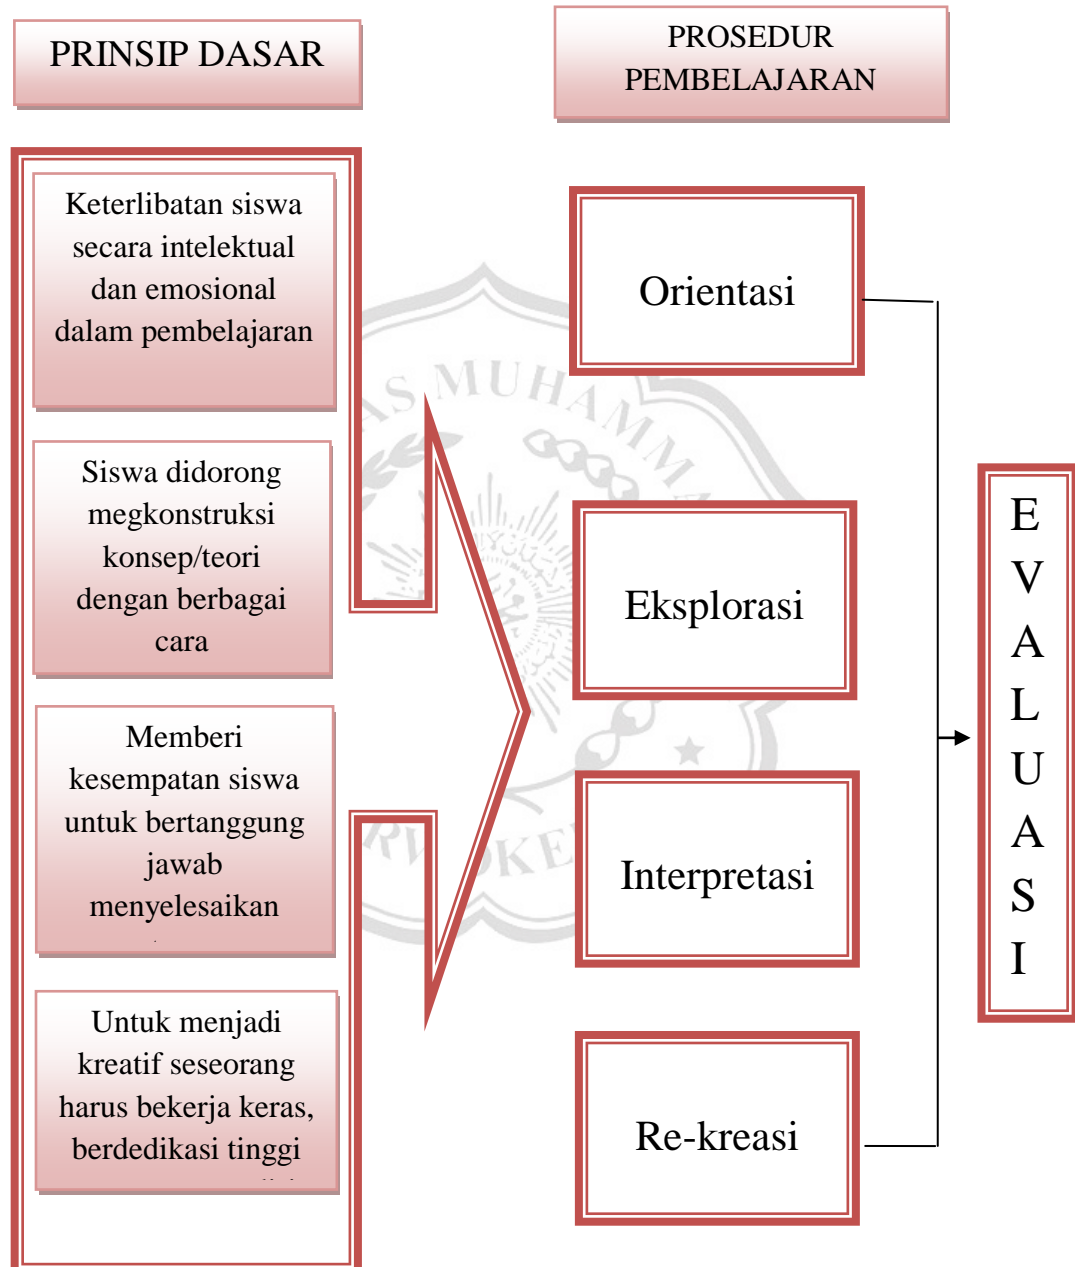 PRINSIP DASAR
PROSEDUR
PEMBELAJARAN
Keterlibatan siswa
secara intelektual
dan emosional
dalam pembelajaran
Siswa didorong
megkonstruksi
konsep/teori
dengan berbagai
cara
Memberi
kesempatan siswa
untuk bertanggung
jawab
menyelesaikan
Untuk menjadi
kreatif seseorang
harus bekerja keras,
berdedikasi tinggi
Orientasi
Eksplorasi
Interpretasi
Re-kreasi
E
V
A
L
U
A
S
I